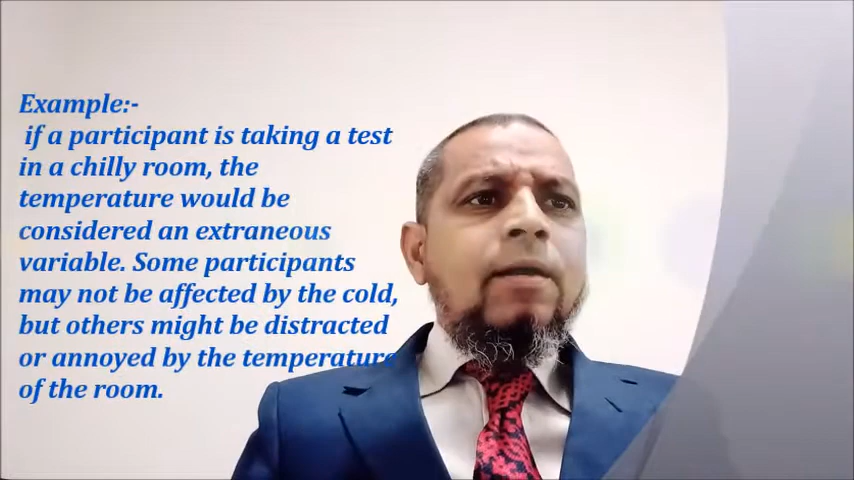 Example:-
if a participant is taking a test
in a chilly room, the
temperature would be
considered an extraneous
variable. Some participants
may not be affected by the cold,
but others might be distracted
or annoyed by the temperature
of the room.